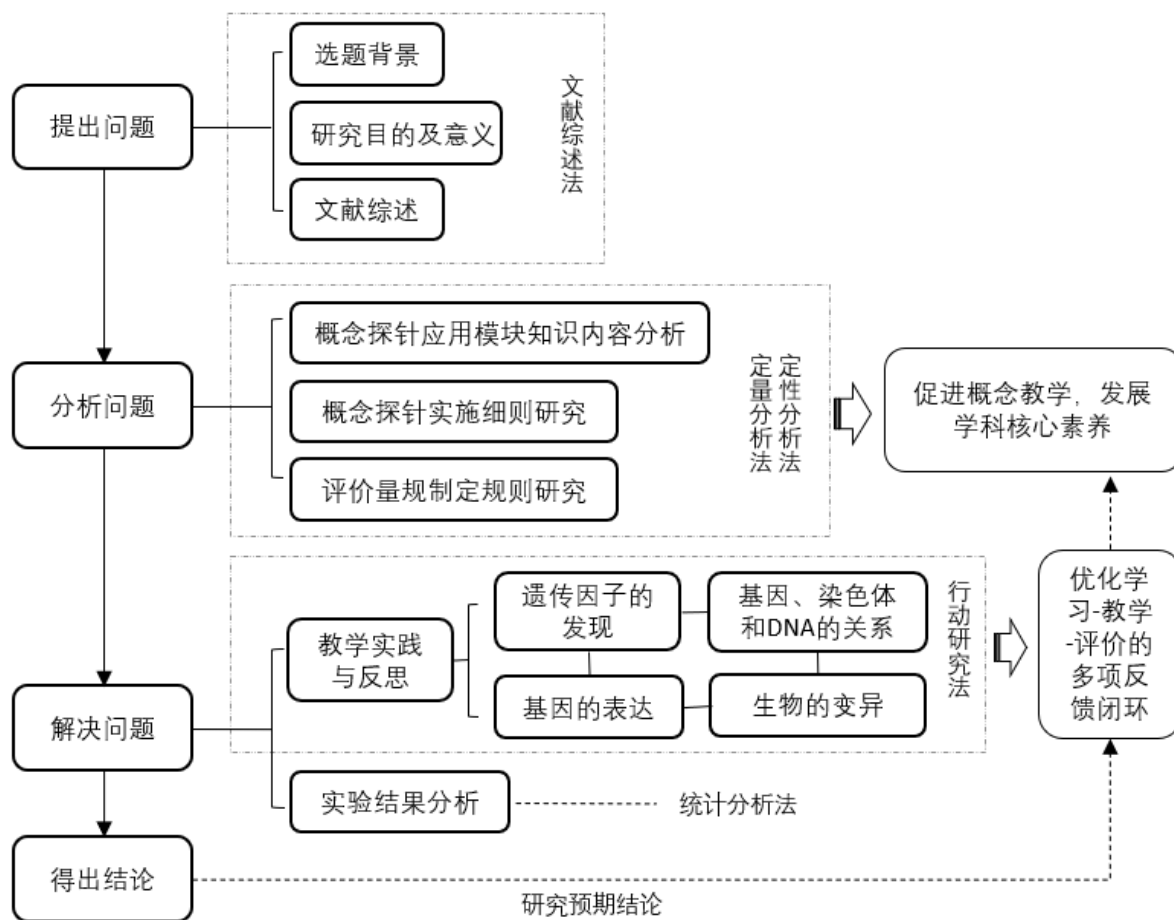 选题背景
提出问题
研究目的及意义
文献综述
文献综述法
概念探针应用模块知识内容分析
分析问题
概念探针实施细则研究
评价量规制定规则研究
定量分析法
定性分析法
促进概念教学，发展
学科核心素养
教学实践
与反思
遗传因子的
发现
基因、染色体
和DNA的关系
基因的表达
生物的变异
行动研究法
优化学
习-教学
-评价的
多项反
馈闭环
解决问题
实验结果分析
统计分析法
得出结论
研究预期结论